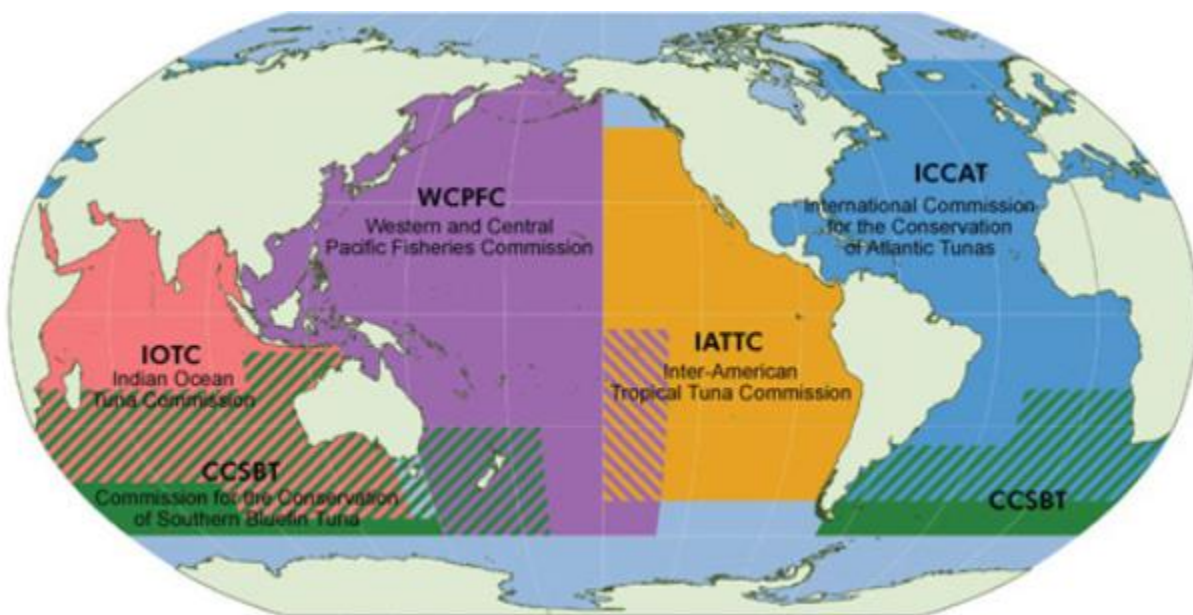 WCPFC
Western and Central
Pacific Fisheries Commission
ICCAT
International Commission
for the Conservation
of Atlantic Tunas
IOTC
Indian Ocean
Tuna Commission
IATTC
Inter-American
Tropical Tuna Commission
CCSBT
Commission for the Conservation
of Southern Bluefin Tuna
CCSBT